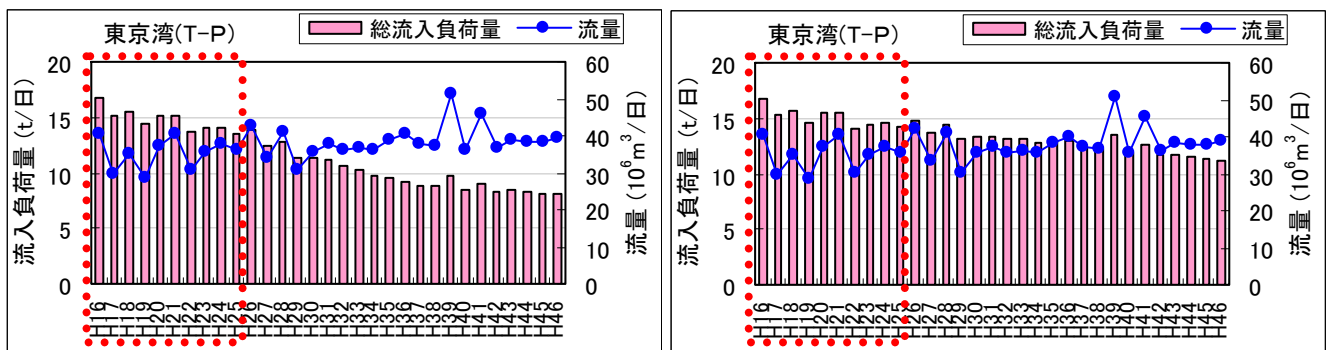 東京湾(T-P)
総流入負荷量 流量
流入負荷量 (t/日)
20
15
10
5
0
60
50
40
30
20
10
0
流量 (10⁶m³/日)
H16
H17
H18
H19
H20
H21
H22
H23
H24
H25
H26
H27
H28
H29
H30
H31
H32
H33
H34
H35
H36
H37
H38
H39
H40
H41
H42
H43
H44
H45
H46
東京湾(T-P)
総流入負荷量 流量
流入負荷量 (t/日)
20
15
10
5
0
60
50
40
30
20
10
0
流量 (10⁶m³/日)
H16
H17
H18
H19
H20
H21
H22
H23
H24
H25
H26
H27
H28
H29
H30
H31
H32
H33
H34
H35
H36
H37
H38
H39
H40
H41
H42
H43
H44
H45
H46